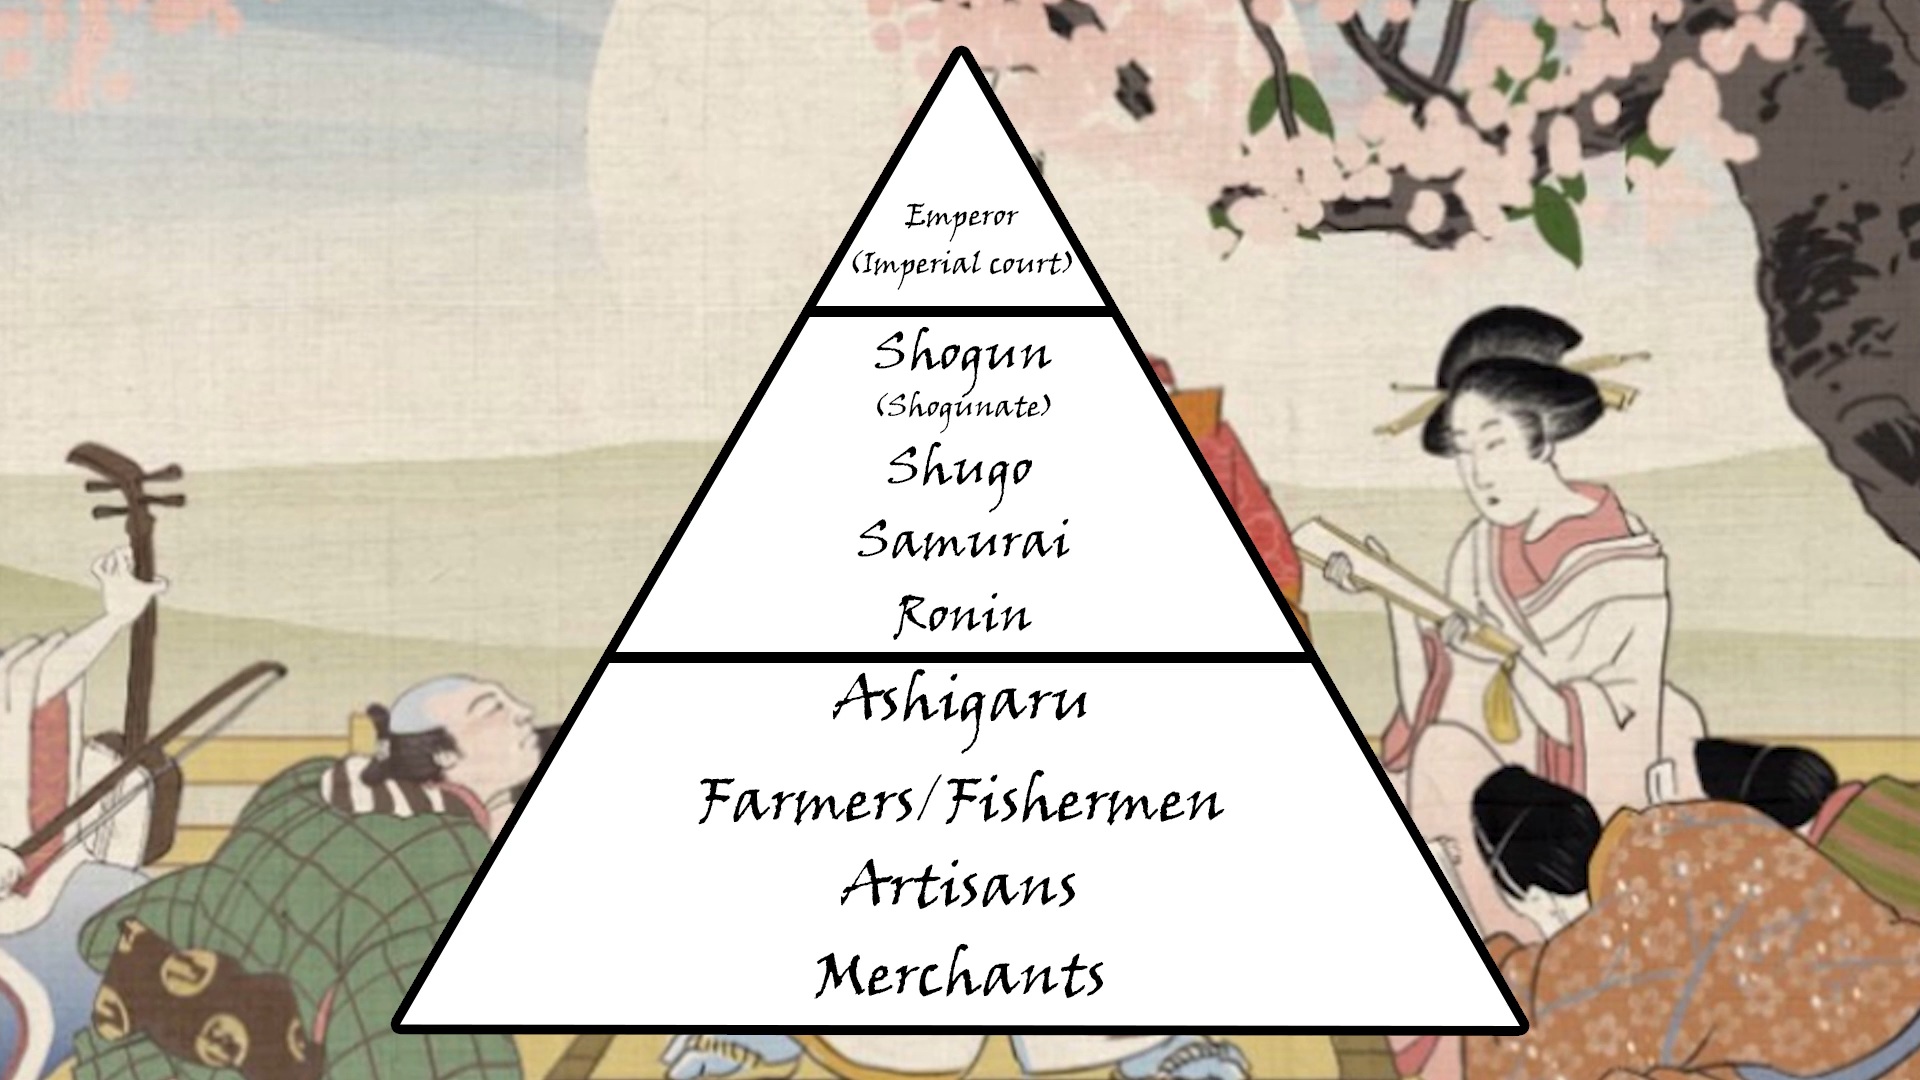 Emperor
(Imperial court)
Shogun
(Shogunate)
Shugo
Samurai
Ronin
Ashigaru
Farmers/Fishermen
Artisans
Merchants